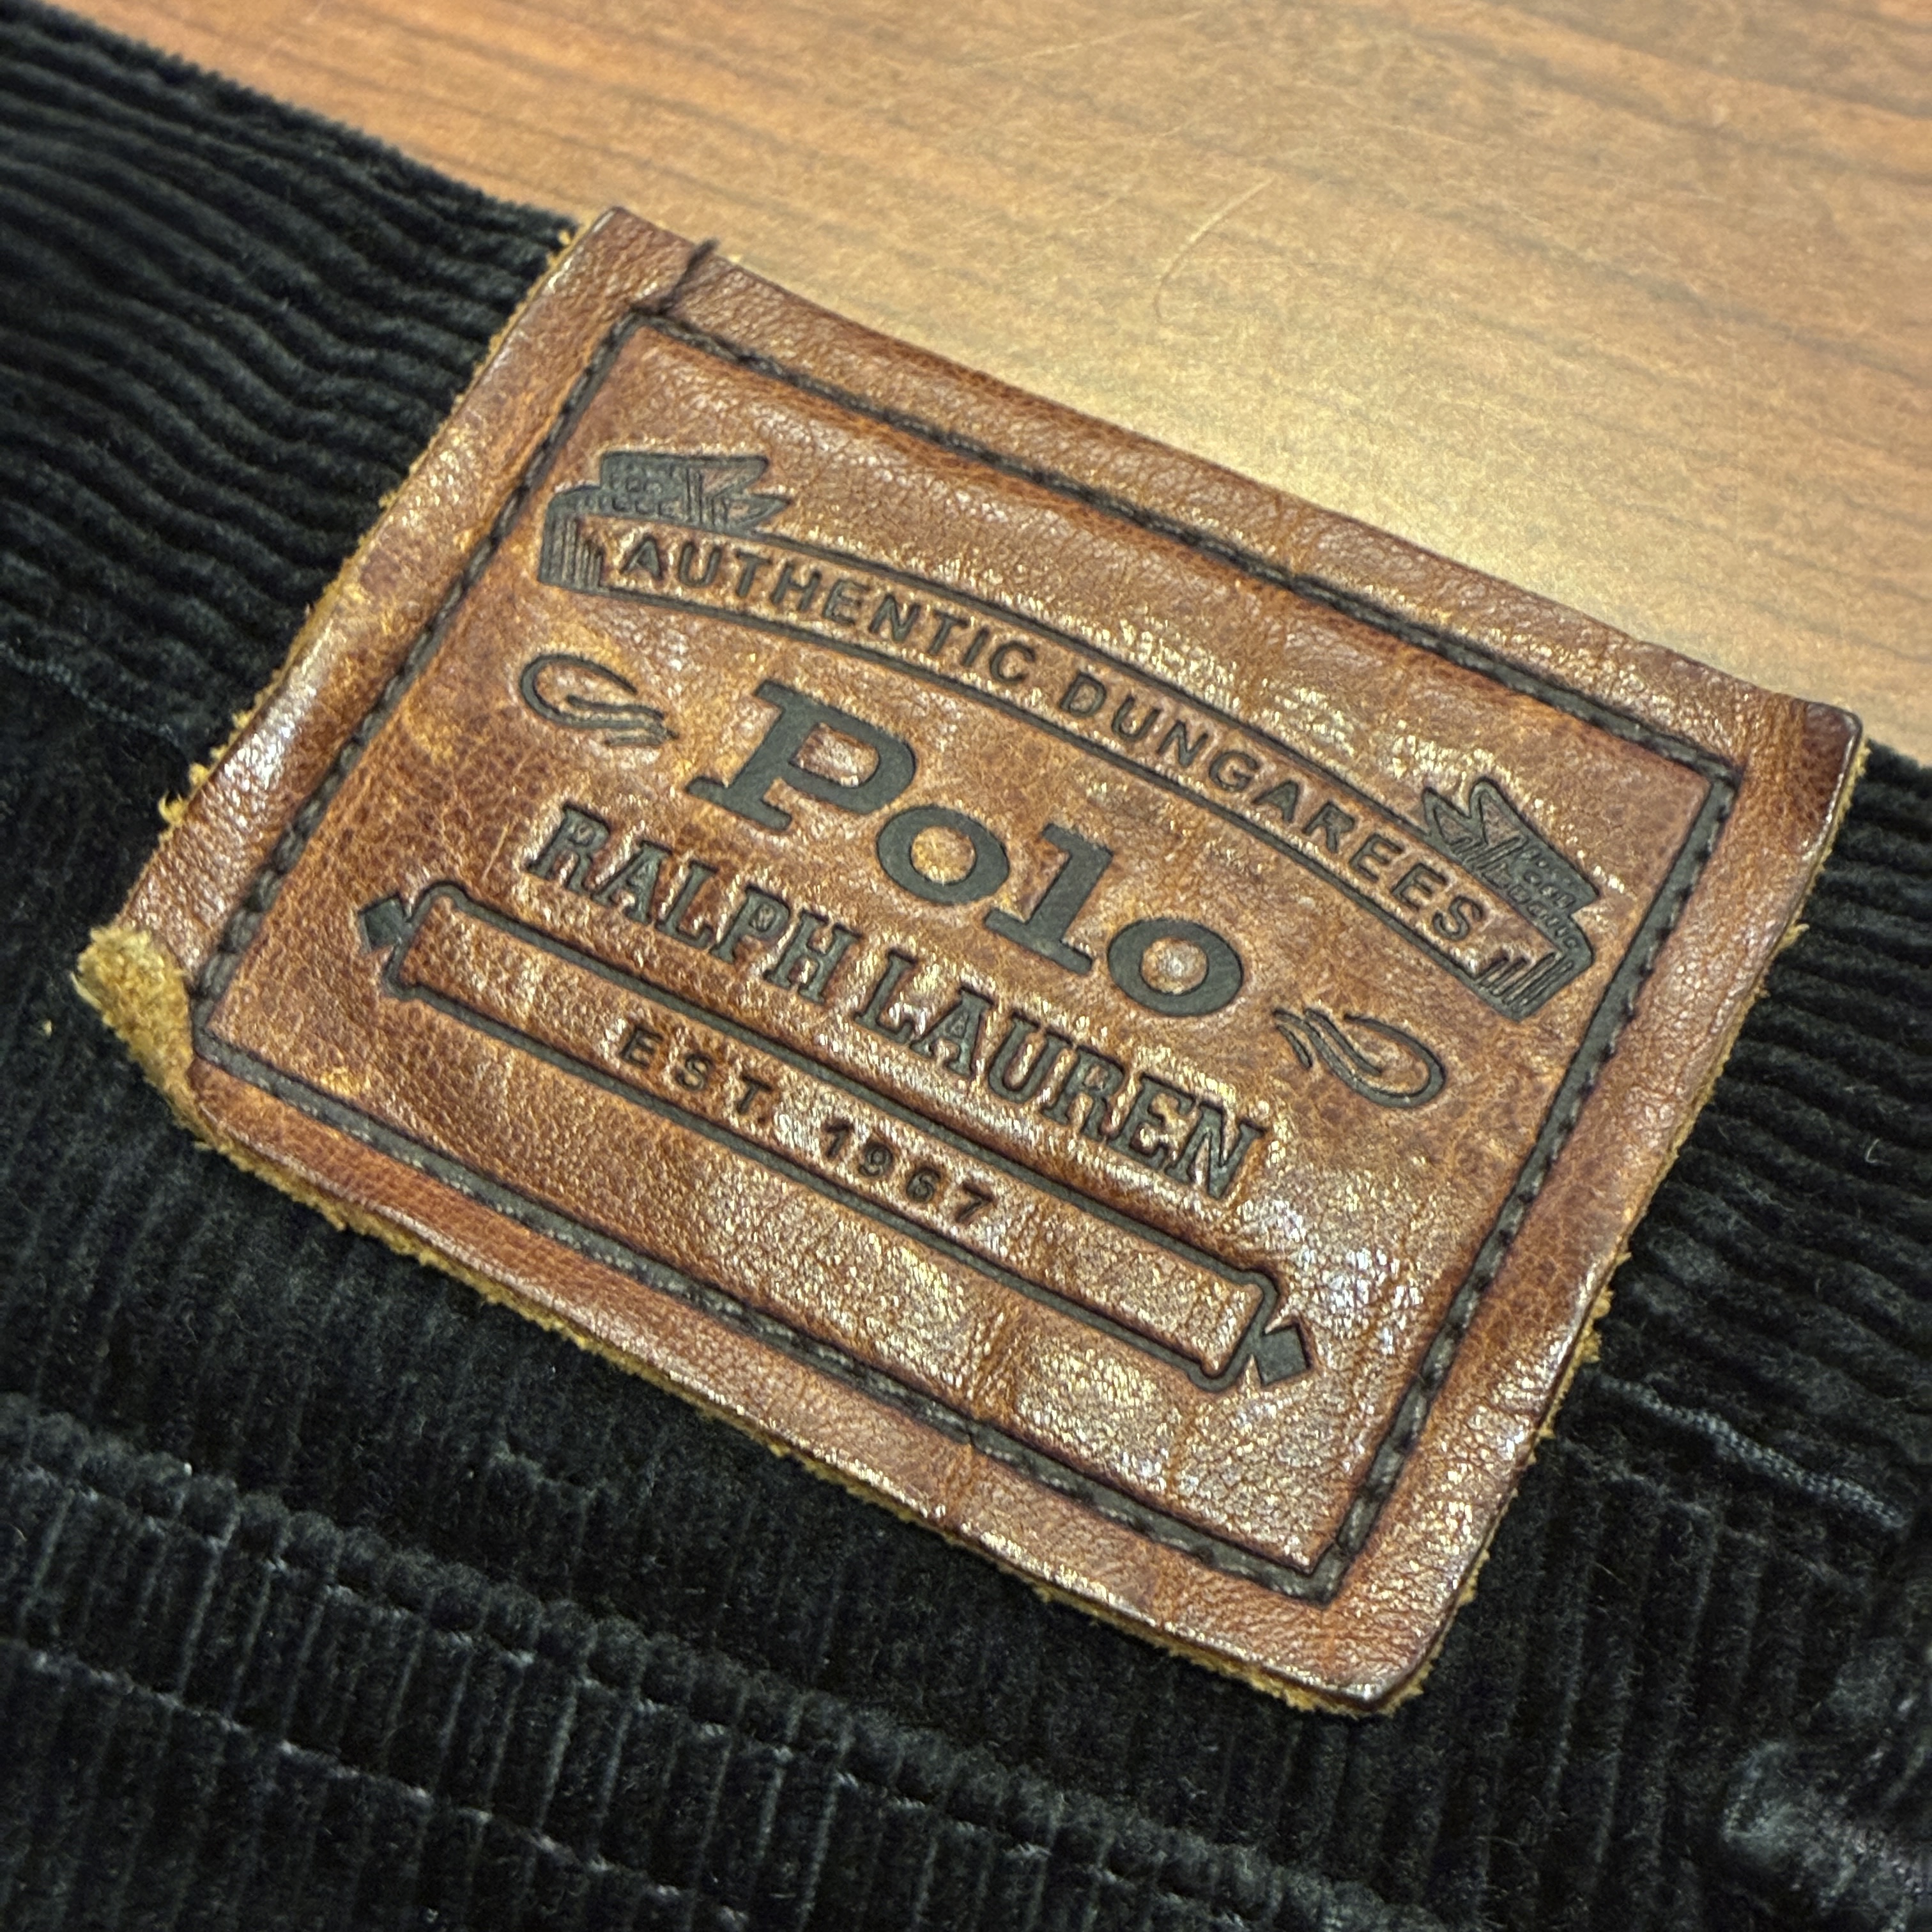 AUTHENTIC DUNGAREES
Polo
RALPH LAUREN
EST. 1967